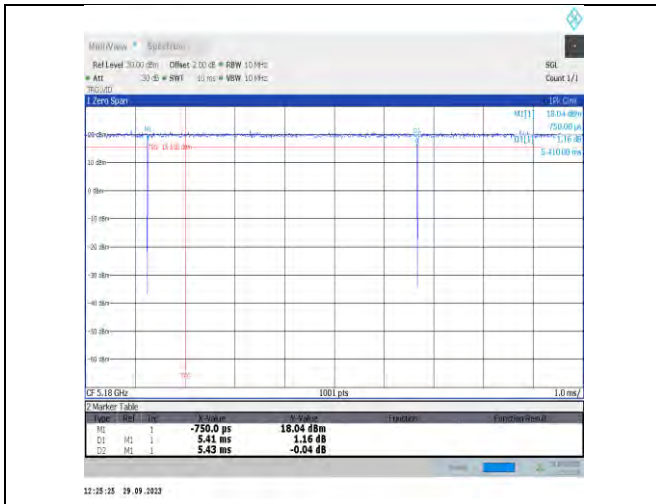 MultiView Spectrum
Ref Level 30.00 dBm Offset 2.00 dB RBW 10 MHz
SGL
Att 30 dB SWT 10 ms VBW 10 MHz
Count 1/1
TRG:VID
1 Zero Span
1Pk Clrw
M1[1] 18.04 dBm
-750.00 µs
D1[1] 1.16 dB
5.41000 ms
M1
D1
20 dBm
TRG
10 dBm
0 dBm
-10 dBm
-20 dBm
-30 dBm
-40 dBm
-50 dBm
-60 dBm
TRG
CF 5.18 GHz 1001 pts 1.0 ms/
2 Marker Table
Type Ref Trc X-Value Y-Value Function Function Result
M1 1 -750.0 µs 18.04 dBm
D1 M1 1 5.41 ms 1.16 dB
D2 M1 1 5.43 ms -0.04 dB
12:25:25 29.09.2023